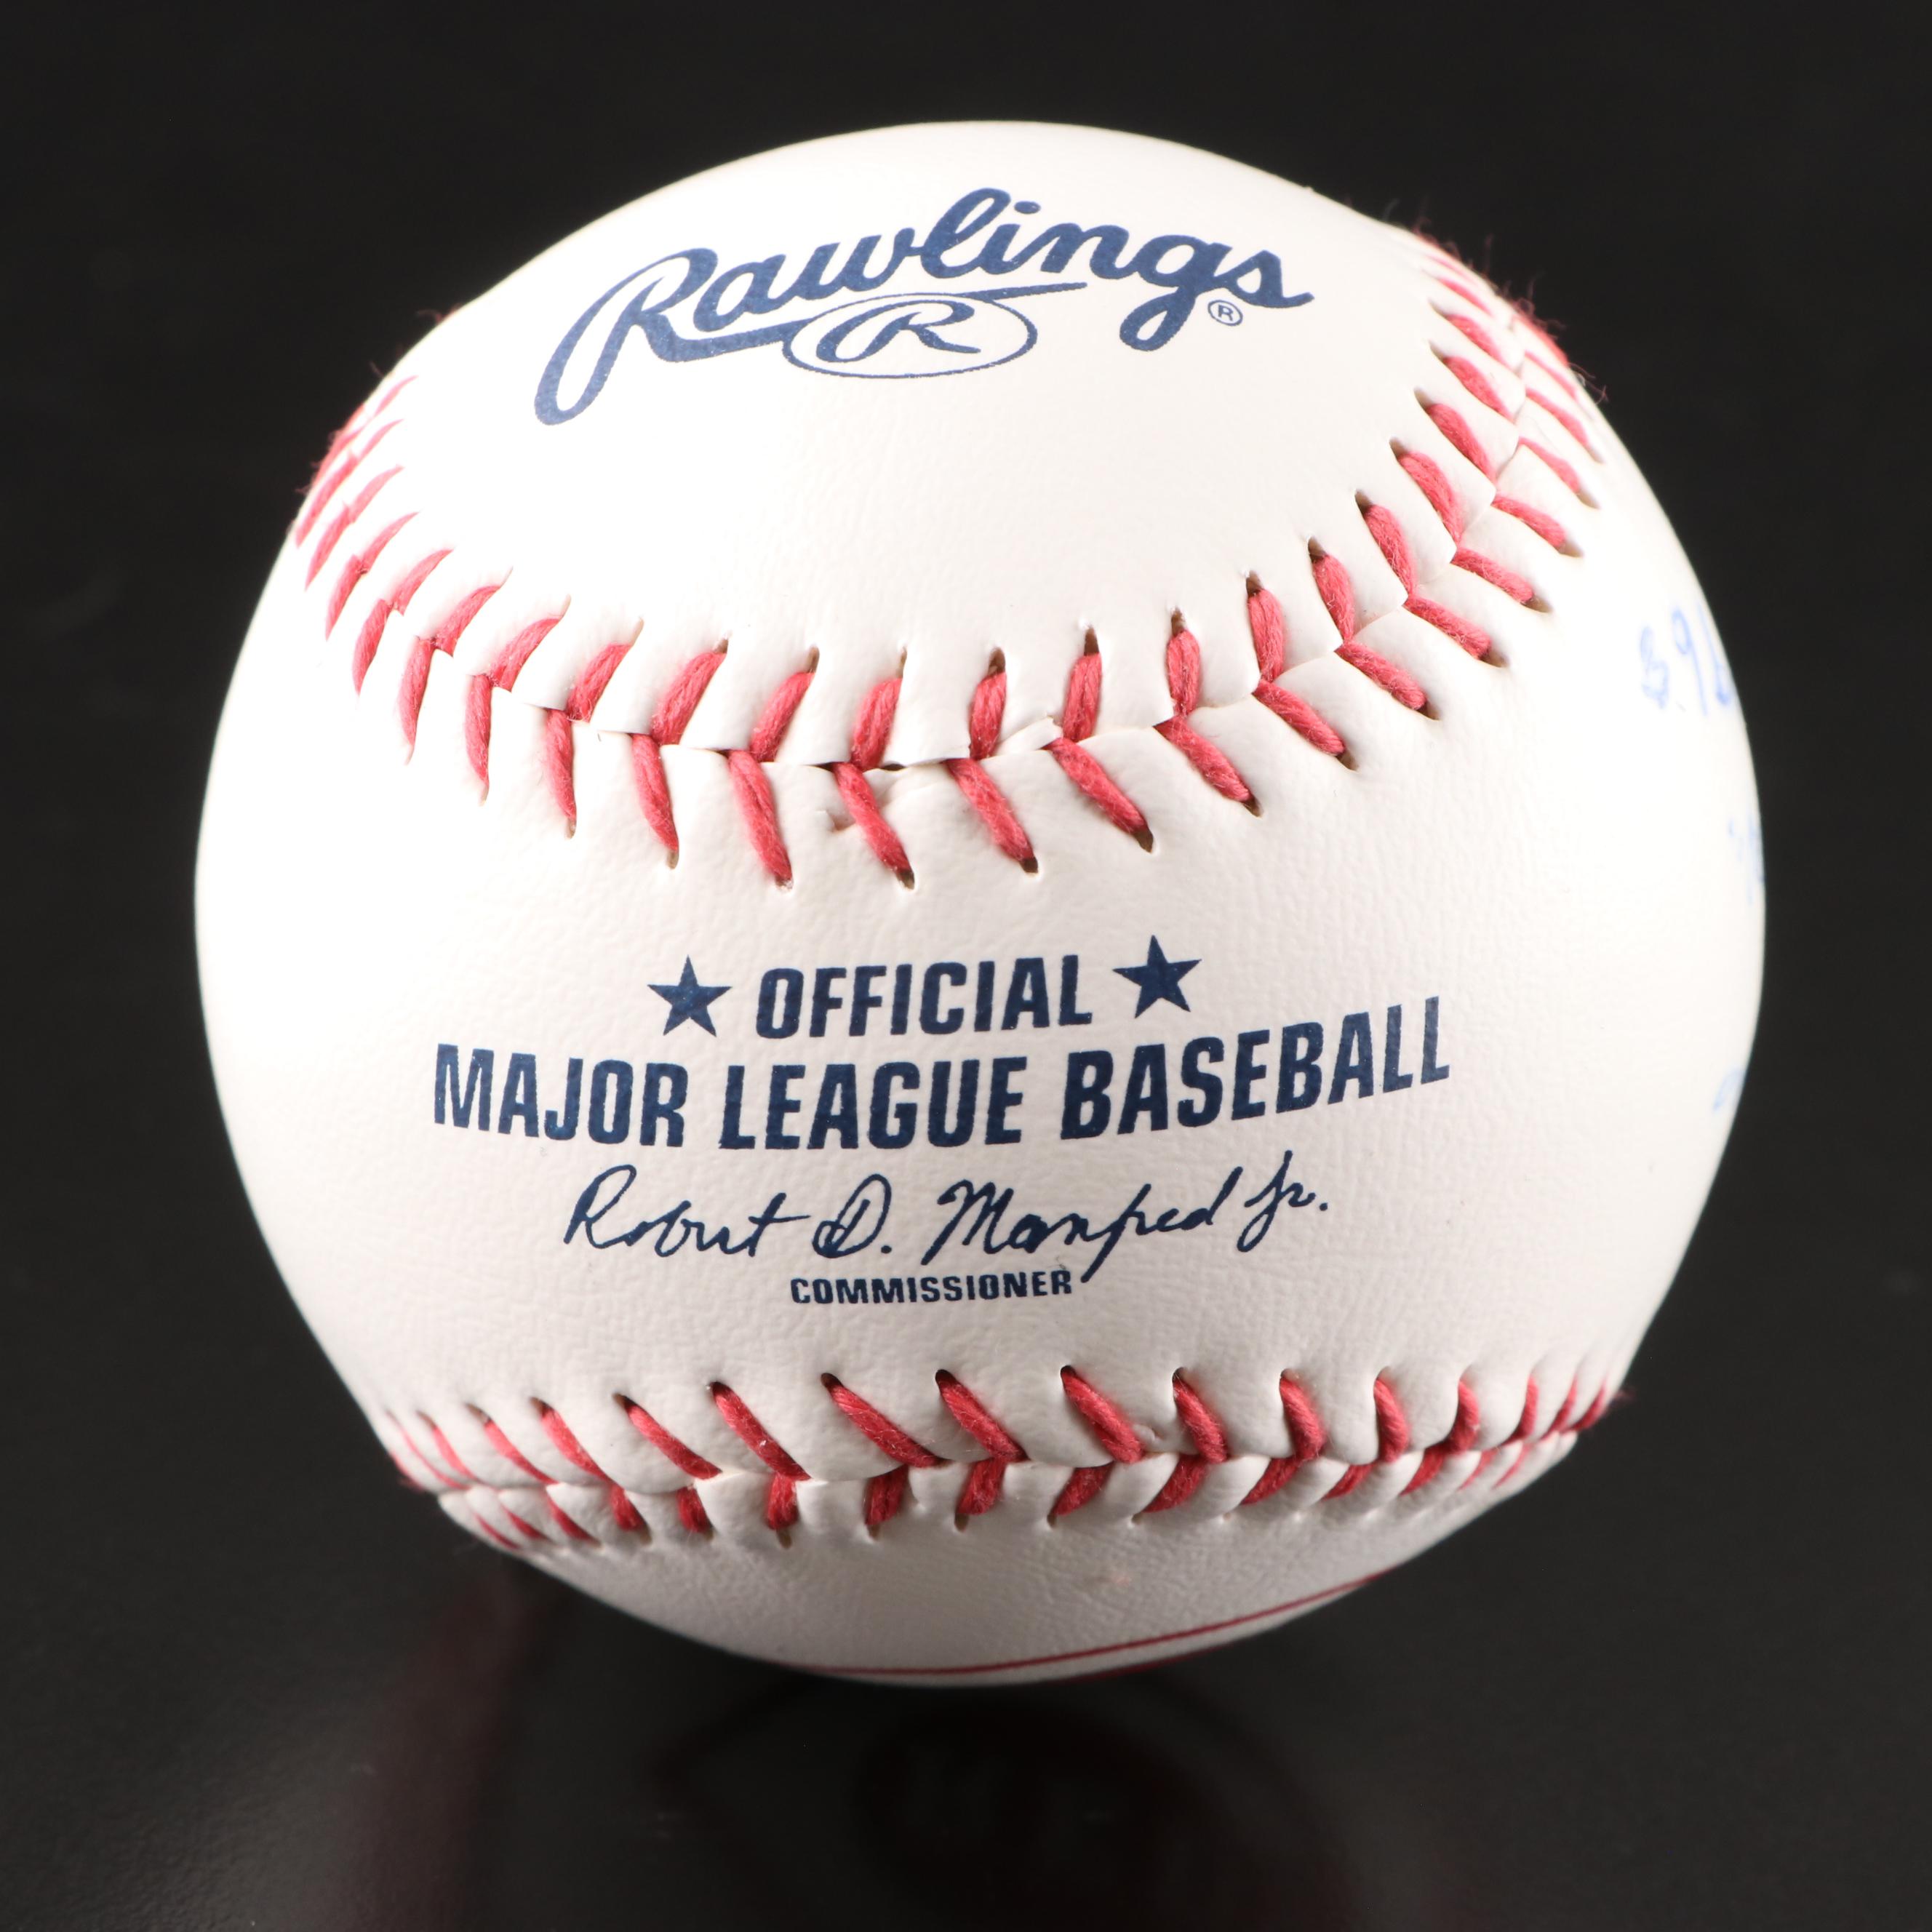 Rawlings ®
R
★ OFFICIAL ★
MAJOR LEAGUE BASEBALL
Robert D. Manfred Jr.
COMMISSIONER